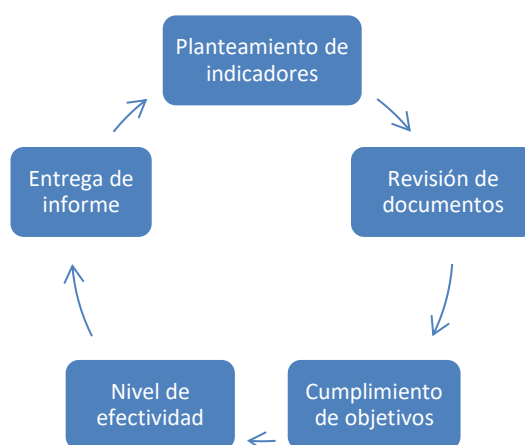 Planteamiento de
indicadores
Revisión de
documentos
Cumplimiento
de objetivos
Nivel de
efectividad
Entrega de
informe